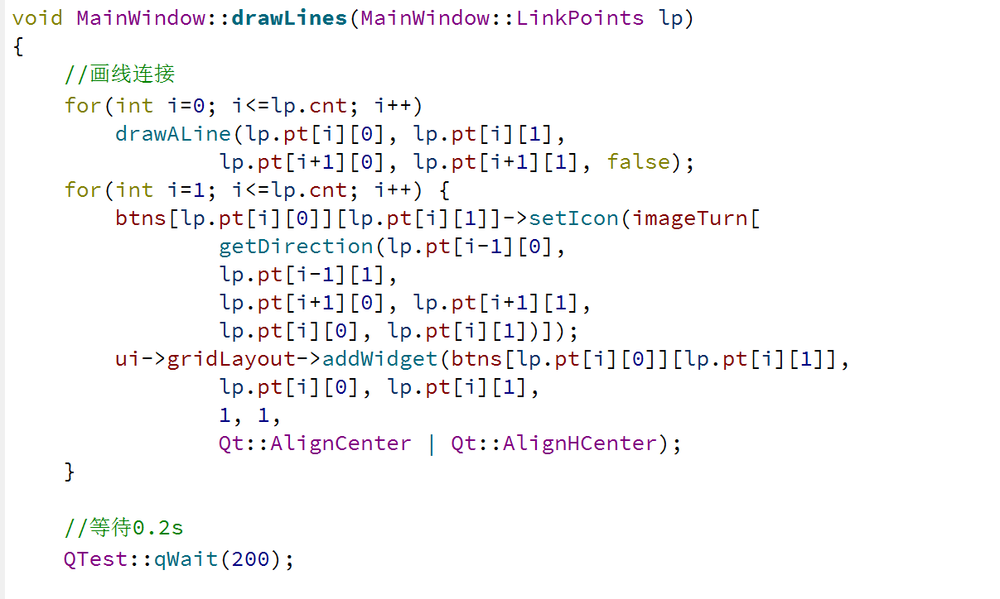 void MainWindow::drawLines(MainWindow::LinkPoints lp)
{
    //画线连接
    for(int i=0; i<=lp.cnt; i++)
        drawALine(lp.pt[i][0], lp.pt[i][1],
                lp.pt[i+1][0], lp.pt[i+1][1], false);
    for(int i=1; i<=lp.cnt; i++) {
        btns[lp.pt[i][0]][lp.pt[i][1]]->setIcon(imageTurn[
                getDirection(lp.pt[i-1][0],
                lp.pt[i-1][1],
                lp.pt[i+1][0], lp.pt[i+1][1],
                lp.pt[i][0], lp.pt[i][1])]);
        ui->gridLayout->addWidget(btns[lp.pt[i][0]][lp.pt[i][1]],
                lp.pt[i][0], lp.pt[i][1],
                1, 1,
                Qt::AlignCenter | Qt::AlignHCenter);
    }
    //等待0.2s
    QTest::qWait(200);